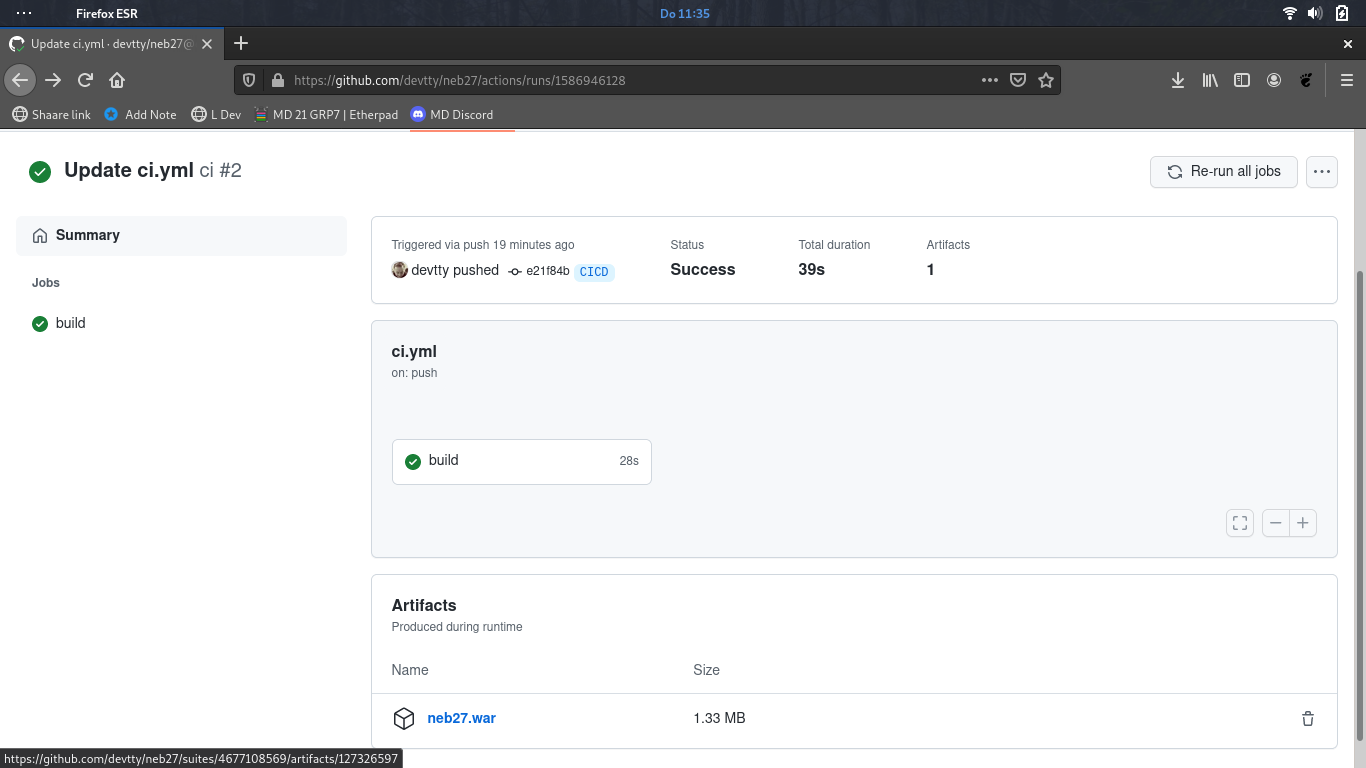 Firefox ESR
Do 11:35
Update ci.yml · devtty/neb27@
https://github.com/devtty/neb27/actions/runs/1586946128
Shaare link Add Note L Dev MD 21 GRP7 | Etherpad MD Discord
Update ci.yml ci #2
Re-run all jobs
Summary
Jobs
build
Triggered via push 19 minutes ago
devtty pushed e21f84b CICD
Status
Success
Total duration
39s
Artifacts
1
ci.yml
on: push
build 28s
Artifacts
Produced during runtime
Name Size
neb27.war 1.33 MB
https://github.com/devtty/neb27/suites/4677108569/artifacts/127326597